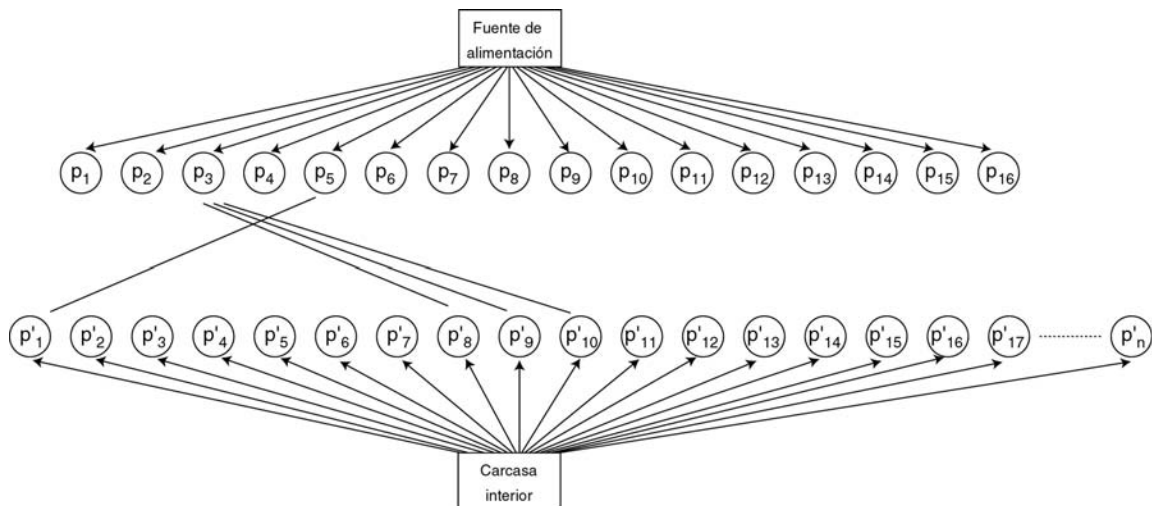 Fuente de
alimentación
p1 p2 p3 p4 p5 p6 p7 p8 p9 p10 p11 p12 p13 p14 p15 p16
p'1 p'2 p'3 p'4 p'5 p'6 p'7 p'8 p'9 p'10 p'11 p'12 p'13 p'14 p'15 p'16 p'17 p'n
Carcasa
interior